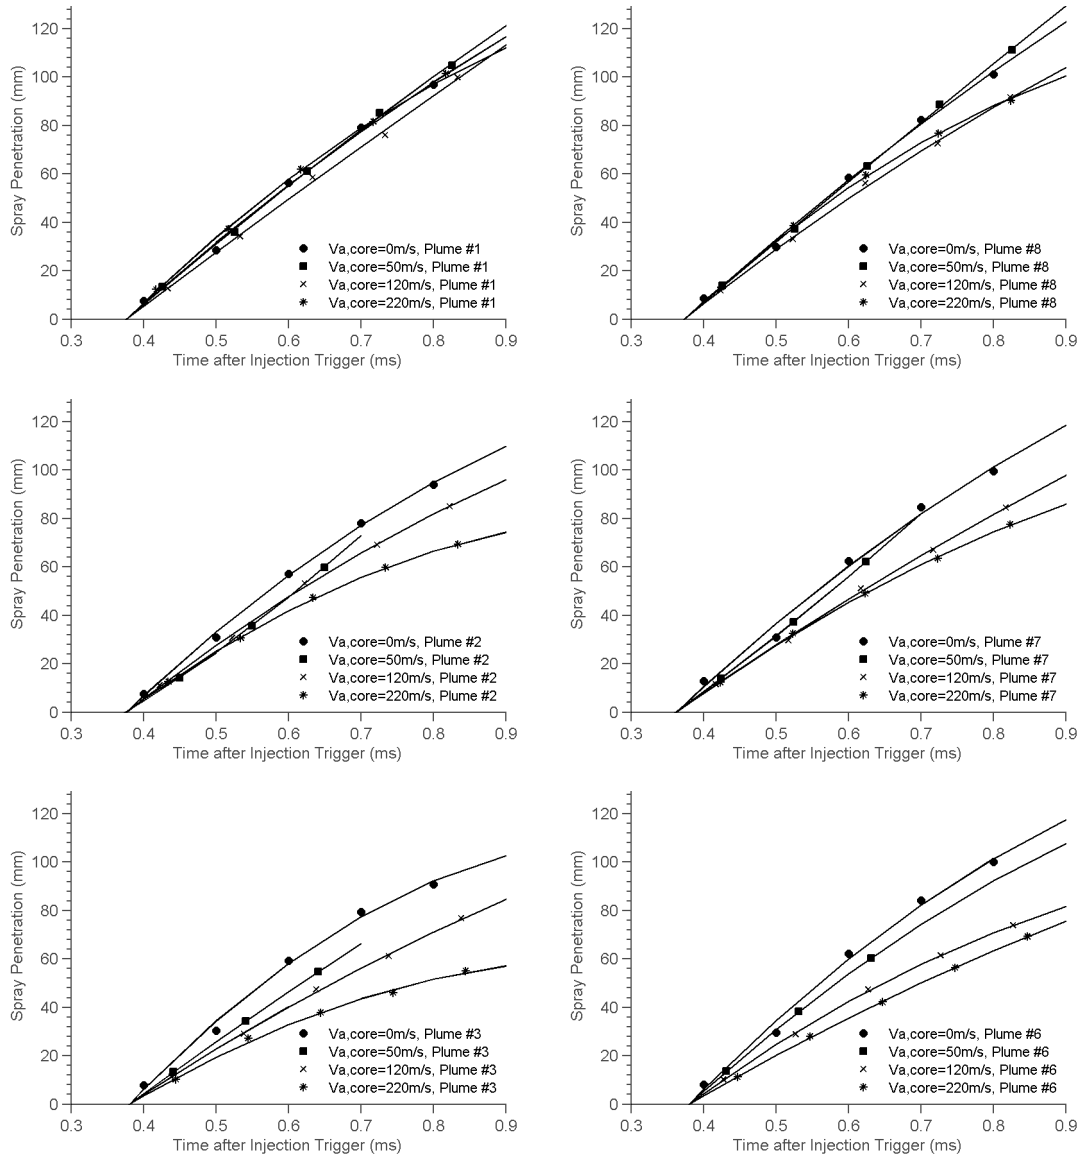 120
100
80
60
40
20
0
Spray Penetration (mm)
Va,core=0m/s, Plume #1
Va,core=50m/s, Plume #1
Va,core=120m/s, Plume #1
Va,core=220m/s, Plume #1
0.3 0.4 0.5 0.6 0.7 0.8 0.9
Time after Injection Trigger (ms)
120
100
80
60
40
20
0
Spray Penetration (mm)
Va,core=0m/s, Plume #8
Va,core=50m/s, Plume #8
Va,core=120m/s, Plume #8
Va,core=220m/s, Plume #8
0.3 0.4 0.5 0.6 0.7 0.8 0.9
Time after Injection Trigger (ms)
120
100
80
60
40
20
0
Spray Penetration (mm)
Va,core=0m/s, Plume #2
Va,core=50m/s, Plume #2
Va,core=120m/s, Plume #2
Va,core=220m/s, Plume #2
0.3 0.4 0.5 0.6 0.7 0.8 0.9
Time after Injection Trigger (ms)
120
100
80
60
40
20
0
Spray Penetration (mm)
Va,core=0m/s, Plume #7
Va,core=50m/s, Plume #7
Va,core=120m/s, Plume #7
Va,core=220m/s, Plume #7
0.3 0.4 0.5 0.6 0.7 0.8 0.9
Time after Injection Trigger (ms)
120
100
80
60
40
20
0
Spray Penetration (mm)
Va,core=0m/s, Plume #3
Va,core=50m/s, Plume #3
Va,core=120m/s, Plume #3
Va,core=220m/s, Plume #3
0.3 0.4 0.5 0.6 0.7 0.8 0.9
Time after Injection Trigger (ms)
120
100
80
60
40
20
0
Spray Penetration (mm)
Va,core=0m/s, Plume #6
Va,core=50m/s, Plume #6
Va,core=120m/s, Plume #6
Va,core=220m/s, Plume #6
0.3 0.4 0.5 0.6 0.7 0.8 0.9
Time after Injection Trigger (ms)